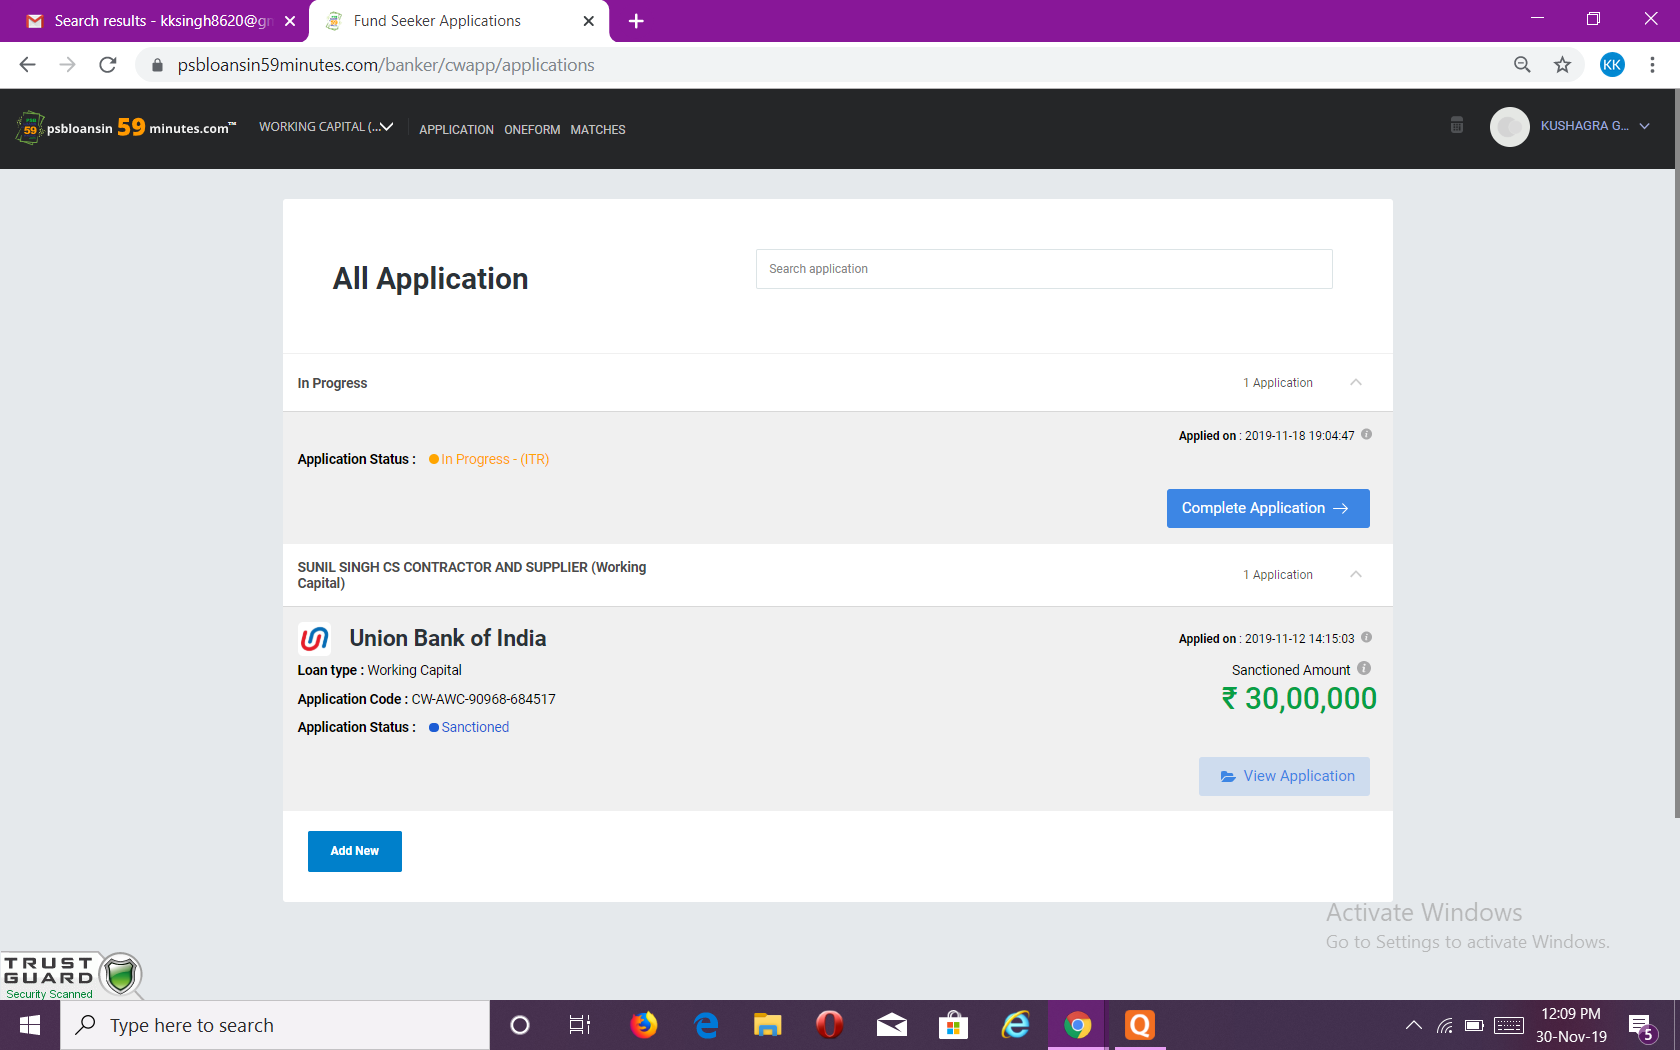 Search results - kksingh8620@gm
Fund Seeker Applications
psbloansin59minutes.com/banker/cwapp/applications
KK
PSB
59
psbloansin 59 minutes.com™
WORKING CAPITAL (...
APPLICATION
ONEFORM
MATCHES
KUSHAGRA G...
All Application
Search application
In Progress
1 Application
Applied on : 2019-11-18 19:04:47
Application Status : In Progress - (ITR)
Complete Application
SUNIL SINGH CS CONTRACTOR AND SUPPLIER (Working
Capital)
1 Application
Union Bank of India
Applied on : 2019-11-12 14:15:03
Loan type : Working Capital
Sanctioned Amount
Application Code : CW-AWC-90968-684517
₹ 30,00,000
Application Status : Sanctioned
View Application
Add New
Activate Windows
Go to Settings to activate Windows.
TRUST
GUARD
Security Scanned
Type here to search
12:09 PM
30-Nov-19
5